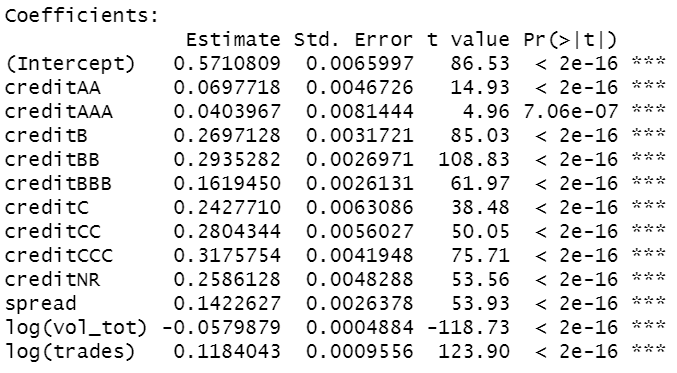 Coefficients:
Estimate Std. Error t value Pr(>|t|)
(Intercept) 0.5710809 0.0065997 86.53 < 2e-16 ***
creditAA 0.0697718 0.0046726 14.93 < 2e-16 ***
creditAAA 0.0403967 0.0081444 4.96 7.06e-07 ***
creditB 0.2697128 0.0031721 85.03 < 2e-16 ***
creditBB 0.2935282 0.0026971 108.83 < 2e-16 ***
creditBBB 0.1619450 0.0026131 61.97 < 2e-16 ***
creditC 0.2427710 0.0063086 38.48 < 2e-16 ***
creditCC 0.2804344 0.0056027 50.05 < 2e-16 ***
creditCCC 0.3175754 0.0041948 75.71 < 2e-16 ***
creditNR 0.2586128 0.0048288 53.56 < 2e-16 ***
spread 0.1422627 0.0026378 53.93 < 2e-16 ***
log(vol_tot) -0.0579879 0.0004884 -118.73 < 2e-16 ***
log(trades) 0.1184043 0.0009556 123.90 < 2e-16 ***